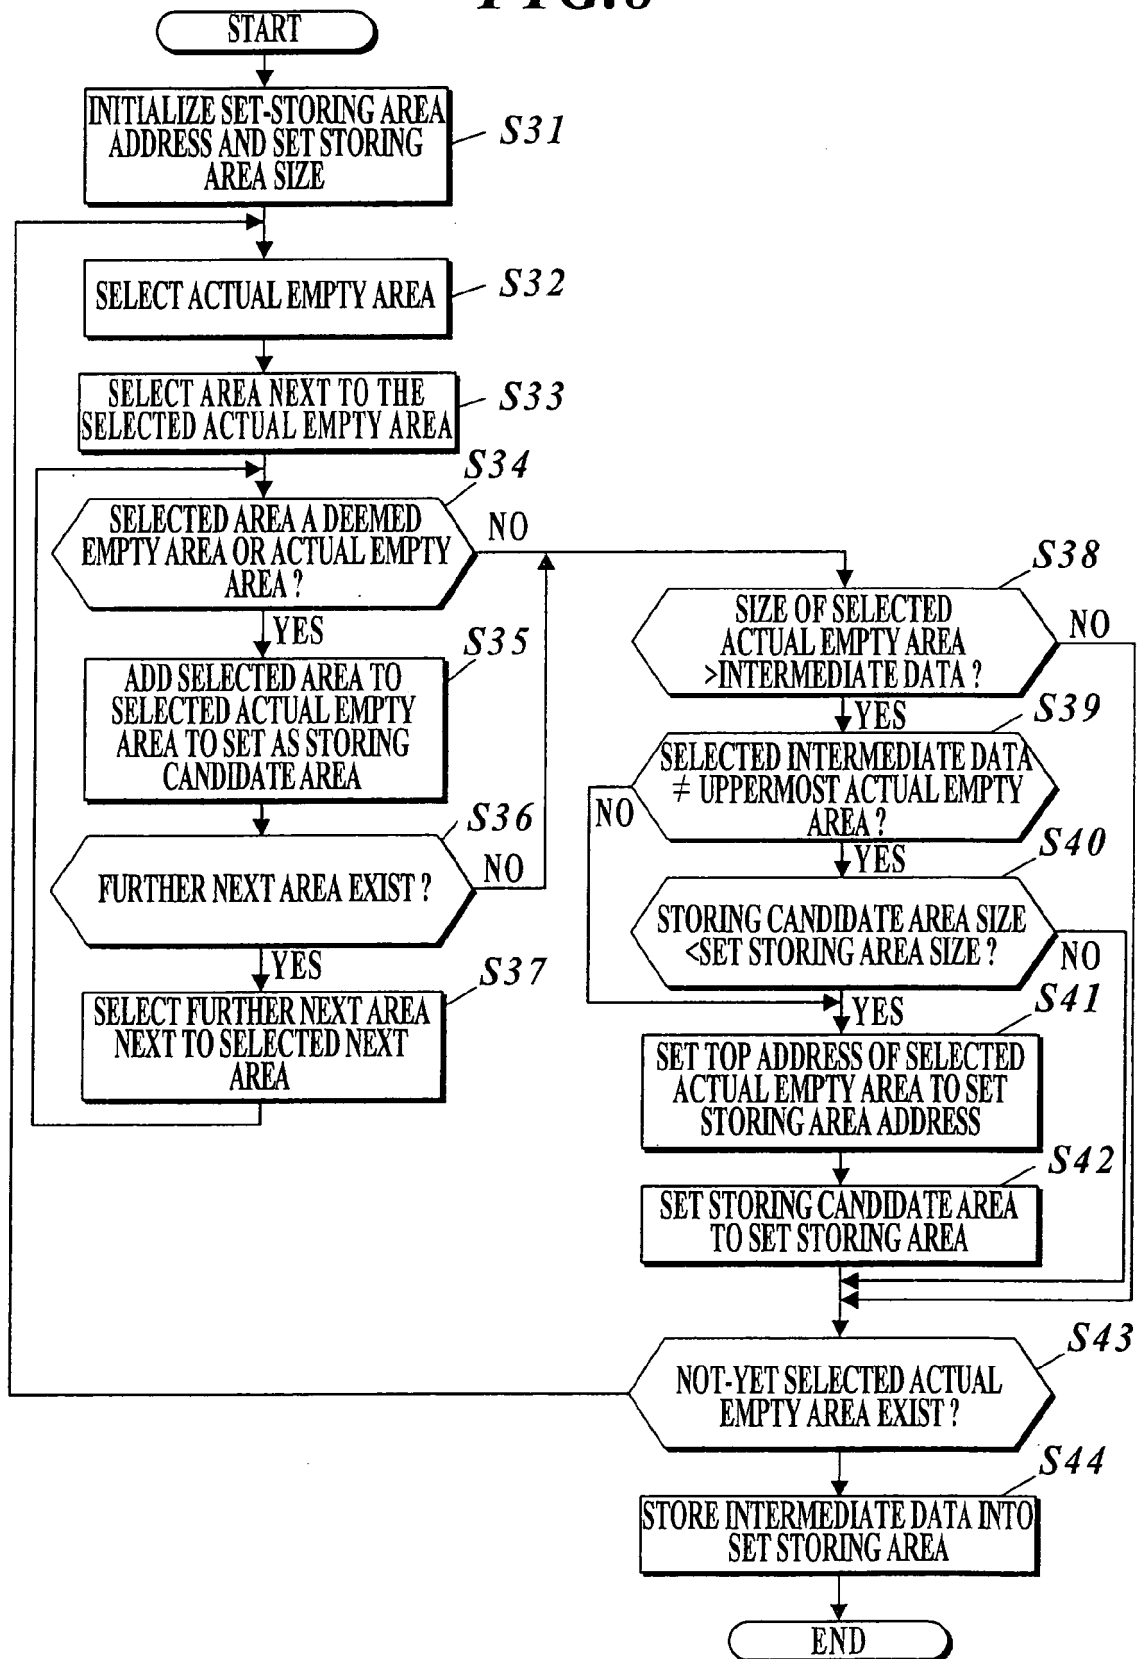 FIG.8
START
INITIALIZE SET-STORING AREA
ADDRESS AND SET STORING
AREA SIZE
S31
SELECT ACTUAL EMPTY AREA
S32
SELECT AREA NEXT TO THE
SELECTED ACTUAL EMPTY AREA
S33
S34
SELECTED AREA A DEEMED
EMPTY AREA OR ACTUAL EMPTY
AREA ?
NO
YES
S35
ADD SELECTED AREA TO
SELECTED ACTUAL EMPTY
AREA TO SET AS STORING
CANDIDATE AREA
S36
FURTHER NEXT AREA EXIST ?
NO
YES
S37
SELECT FURTHER NEXT AREA
NEXT TO SELECTED NEXT
AREA
S38
SIZE OF SELECTED
ACTUAL EMPTY AREA
>INTERMEDIATE DATA ?
NO
YES
S39
SELECTED INTERMEDIATE DATA
≠ UPPERMOST ACTUAL EMPTY
AREA ?
NO
YES
S40
STORING CANDIDATE AREA SIZE
<SET STORING AREA SIZE ?
NO
YES
S41
SET TOP ADDRESS OF SELECTED
ACTUAL EMPTY AREA TO SET
STORING AREA ADDRESS
S42
SET STORING CANDIDATE AREA
TO SET STORING AREA
S43
NOT-YET SELECTED ACTUAL
EMPTY AREA EXIST ?
S44
STORE INTERMEDIATE DATA INTO
SET STORING AREA
END